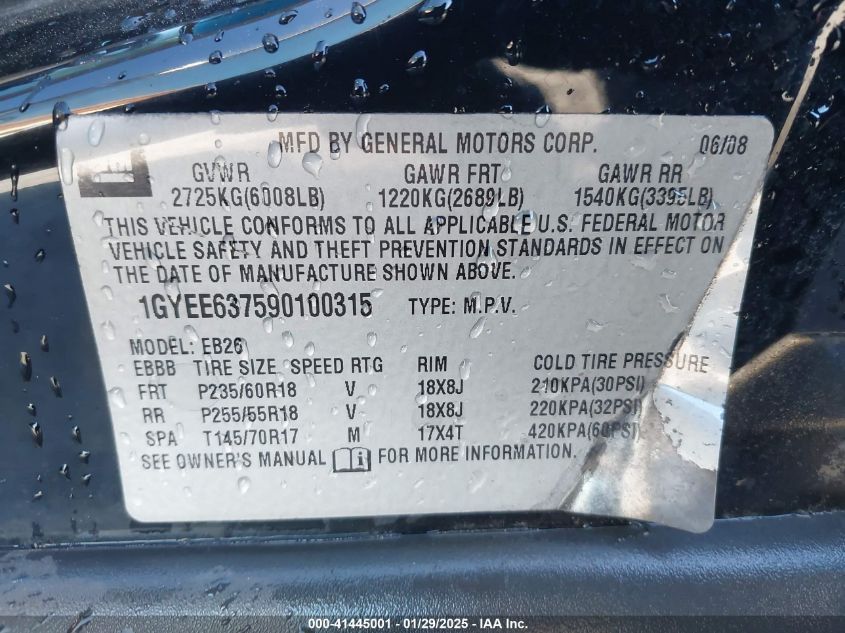 MFD BY GENERAL MOTORS CORP. 06/08
GVWR GAWR FRT GAWR RR
2725KG(6008LB) 1220KG(2689LB) 1540KG(3395LB)
THIS VEHICLE CONFORMS TO ALL APPLICABLE U.S. FEDERAL MOTOR
VEHICLE SAFETY AND THEFT PREVENTION STANDARDS IN EFFECT ON
THE DATE OF MANUFACTURE SHOWN ABOVE.
1GYEE637590100315 TYPE: M.P.V.
MODEL: EB26
EBBB TIRE SIZE SPEED RTG RIM COLD TIRE PRESSURE
FRT P235/60R18 V 18X8J 210KPA(30PSI)
RR P255/55R18 V 18X8J 220KPA(32PSI)
SPA T145/70R17 M 17X4T 420KPA(60PSI)
SEE OWNER'S MANUAL FOR MORE INFORMATION.
41445001 - 01/29/2025 - IAA Inc.